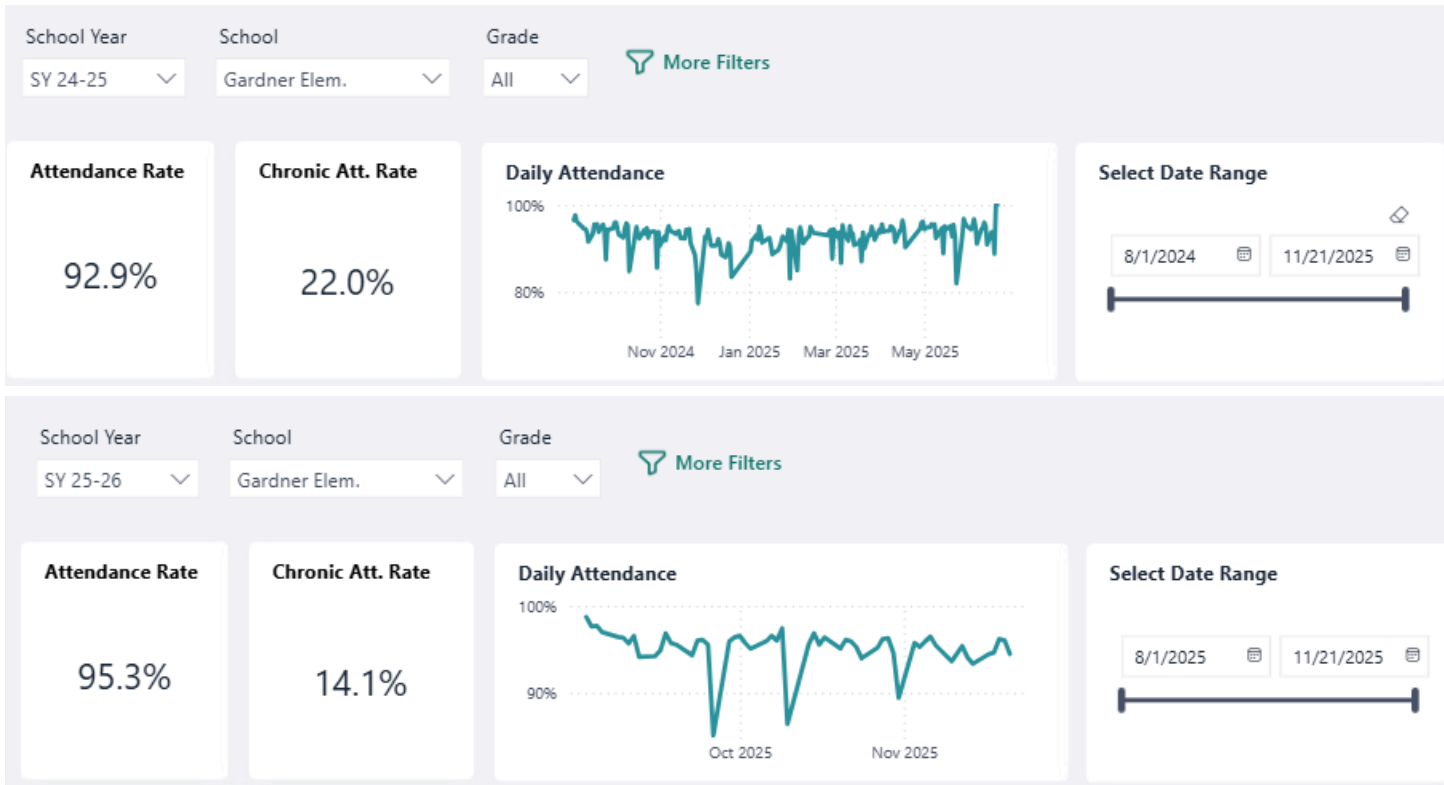 School Year School Grade
SY 24-25 Gardner Elem. All More Filters
Attendance Rate
92.9%
Chronic Att. Rate
22.0%
Daily Attendance
100%
80%
Nov 2024 Jan 2025 Mar 2025 May 2025
Select Date Range
8/1/2024 11/21/2025
School Year School Grade
SY 25-26 Gardner Elem. All More Filters
Attendance Rate
95.3%
Chronic Att. Rate
14.1%
Daily Attendance
100%
90%
Oct 2025 Nov 2025
Select Date Range
8/1/2025 11/21/2025